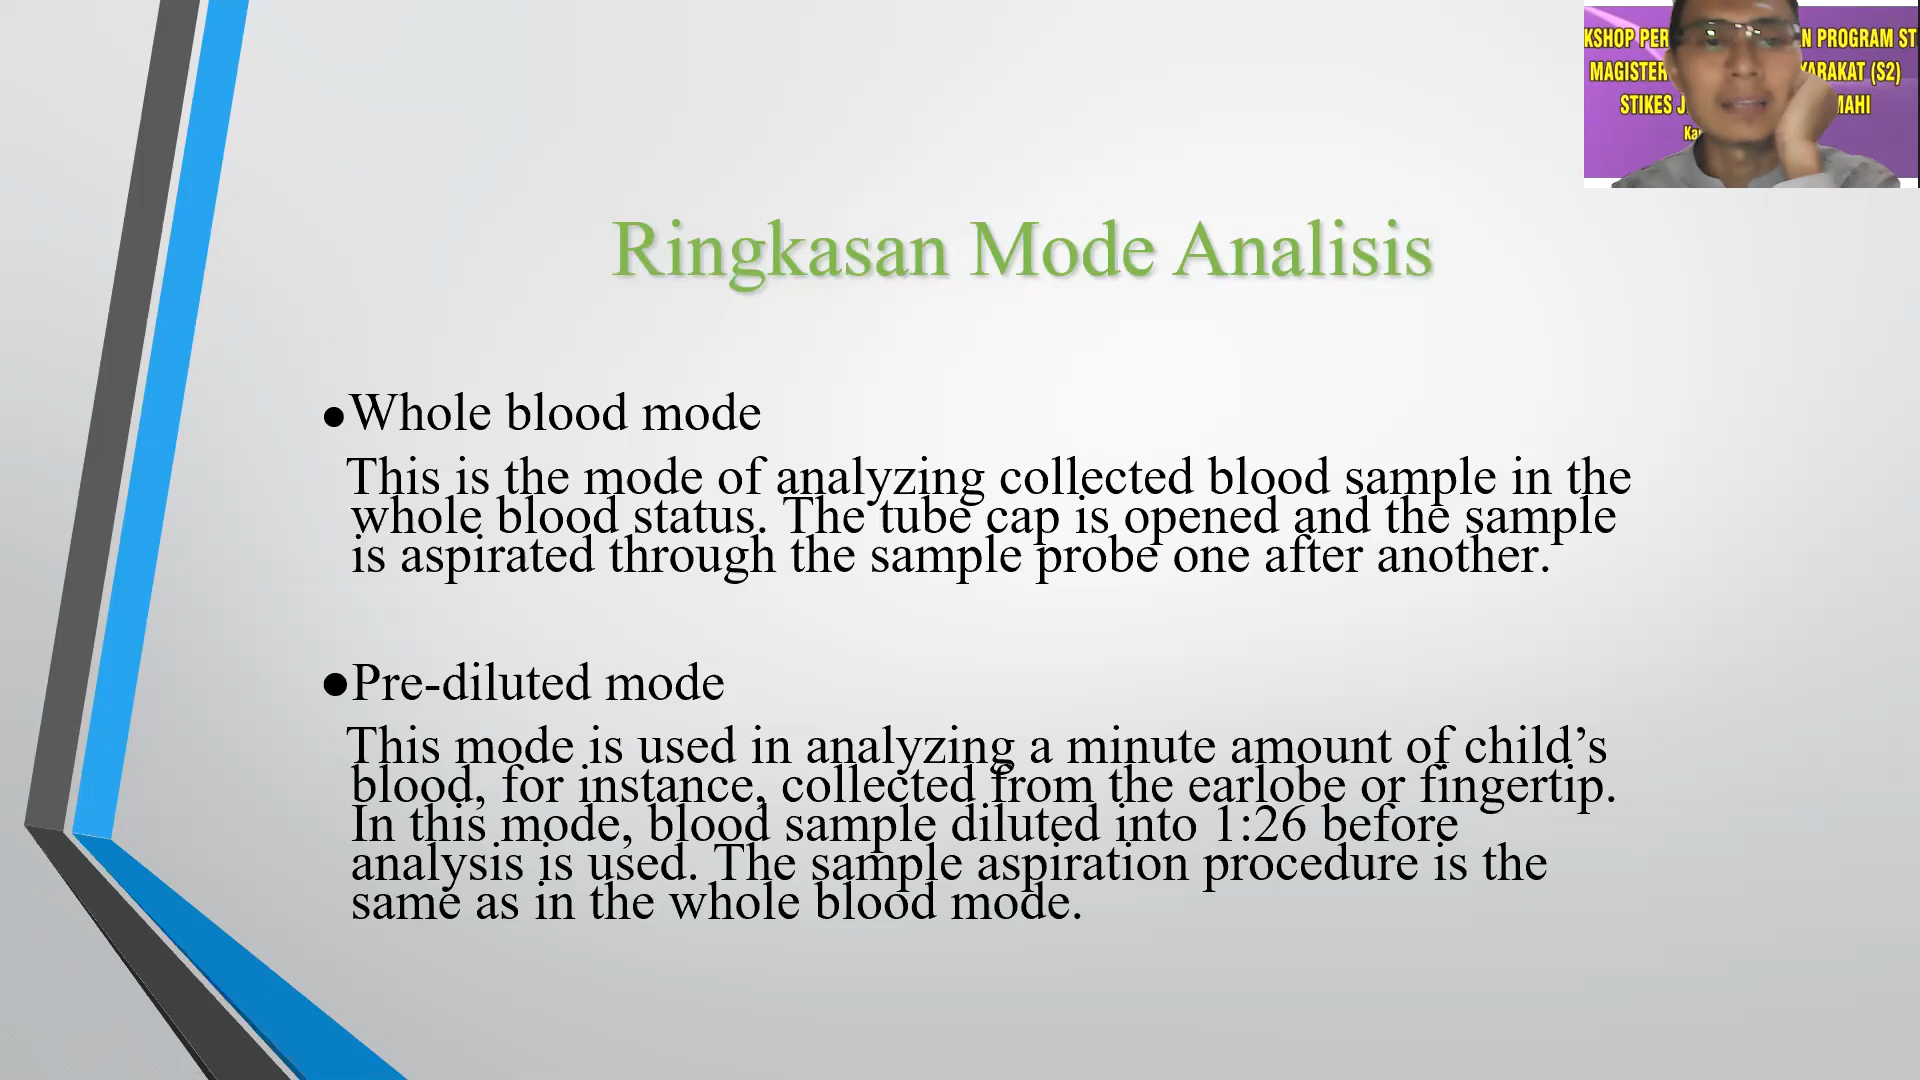 KSHOP PER N PROGRAM ST
MAGISTER YARAKAT (S2)
STIKES J MAHI
Ringkasan Mode Analisis
●Whole blood mode
This is the mode of analyzing collected blood sample in the
whole blood status. The tube cap is opened and the sample
is aspirated through the sample probe one after another.
●Pre-diluted mode
This mode is used in analyzing a minute amount of child’s
blood, for instance, collected from the earlobe or fingertip.
In this mode, blood sample diluted into 1:26 before
analysis is used. The sample aspiration procedure is the
same as in the whole blood mode.